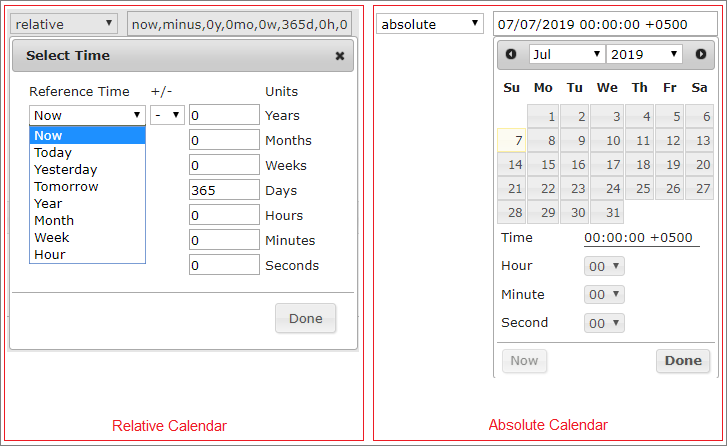 relative now,minus,0y,0mo,0w,365d,0h,0
Select Time
Reference Time +/- Units
Now - 0 Years
Now
Today
Yesterday
Tomorrow
Year
Month
Week
Hour
0 Months
0 Weeks
365 Days
0 Hours
0 Minutes
0 Seconds
Done
Relative Calendar
absolute 07/07/2019 00:00:00 +0500
Jul 2019
Su Mo Tu We Th Fr Sa
1 2 3 4 5 6
7 8 9 10 11 12 13
14 15 16 17 18 19 20
21 22 23 24 25 26 27
28 29 30 31
Time 00:00:00 +0500
Hour 00
Minute 00
Second 00
Now Done
Absolute Calendar